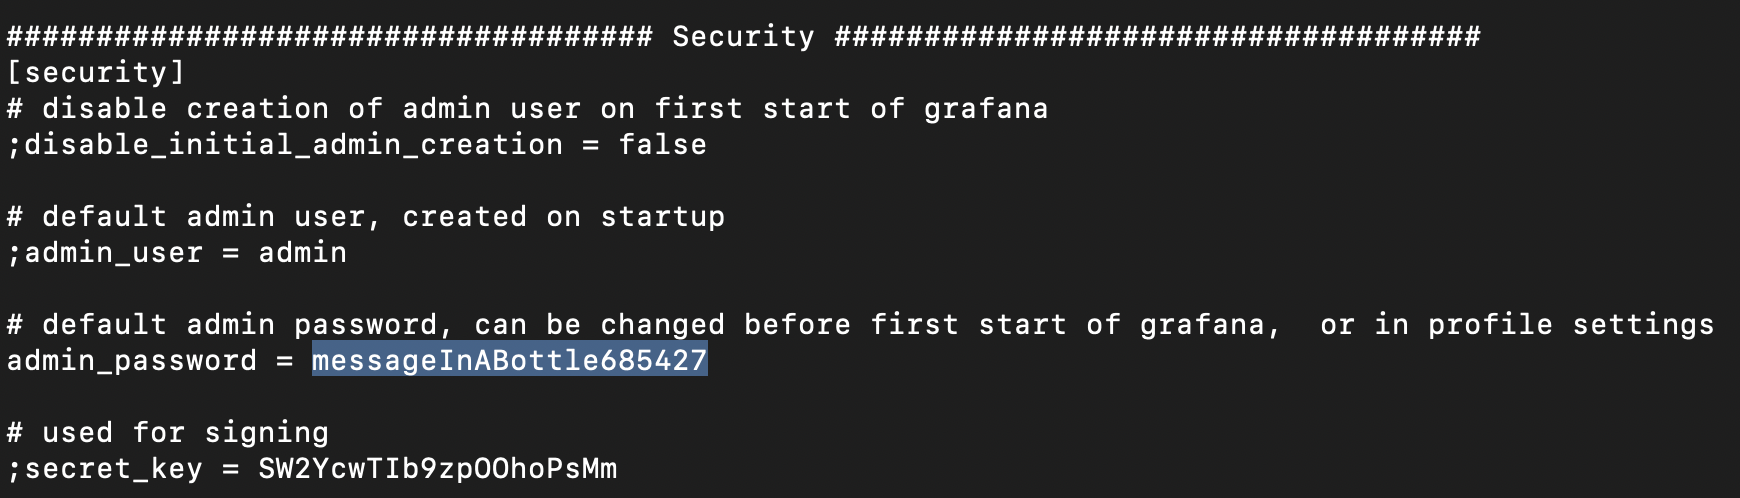 #################################### Security ####################################
[security]
# disable creation of admin user on first start of grafana
;disable_initial_admin_creation = false
# default admin user, created on startup
;admin_user = admin
# default admin password, can be changed before first start of grafana,  or in profile settings
admin_password = messageInABottle685427
# used for signing
;secret_key = SW2YcwTIb9zpOOhoPsMm